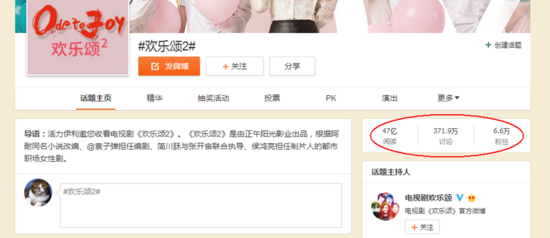 Ode to Joy
欢乐颂2
#欢乐颂2#
+ 创建话题
发微博
+ 关注
分享
话题主页
精华
抽奖活动
投票
PK
演出
更多
导语：活力伊利邀您收看电视剧《欢乐颂2》。《欢乐颂2》是由正午阳光影业出品，根据阿
耐同名小说改编、@袁子弹担任编剧、简川訸与张开宙联合执导、侯鸿亮担任制片人的都市
职场女性剧。
47亿
371.9万
6.6万
阅读
讨论
粉丝
#欢乐颂2#
话题主持人
电视剧欢乐颂
电视剧《欢乐颂》官方微博
+ 关注